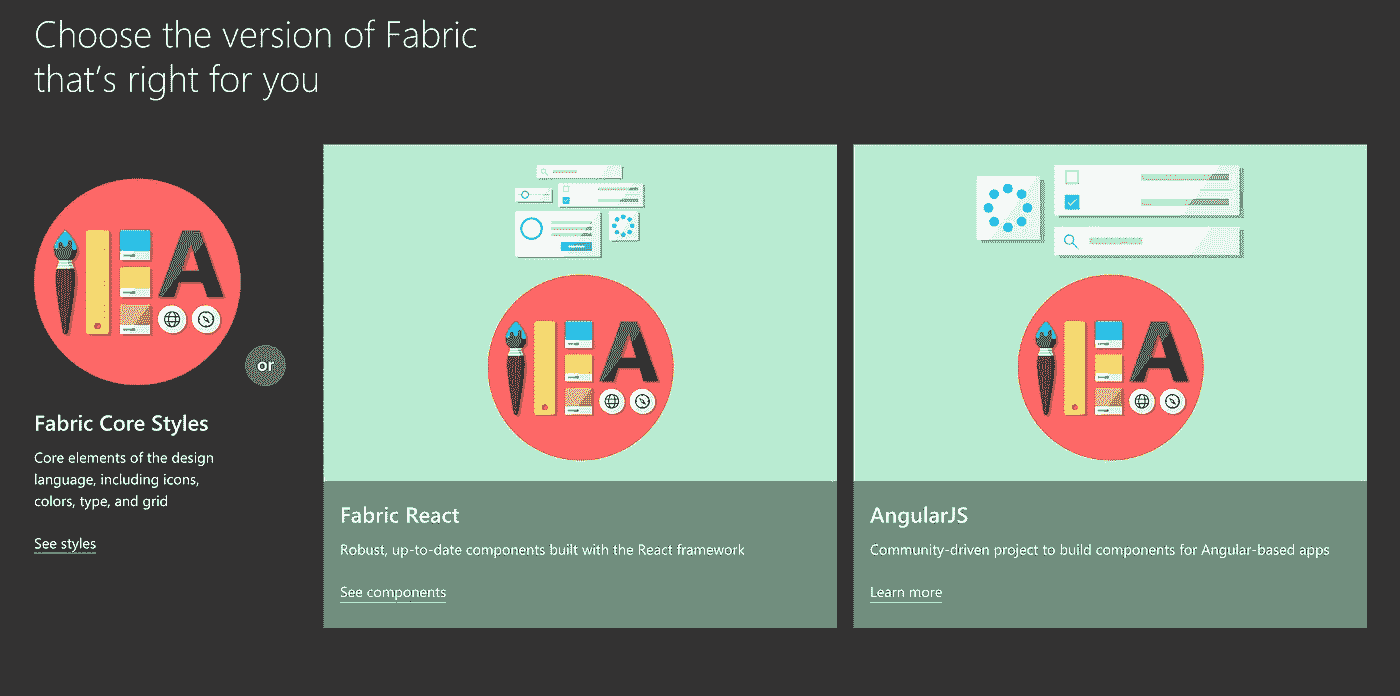 Choose the version of Fabric
that's right for you
or
Fabric Core Styles
Core elements of the design
language, including icons,
colors, type, and grid
See styles
Fabric React
Robust, up-to-date components built with the React framework
See components
AngularJS
Community-driven project to build components for Angular-based apps
Learn more